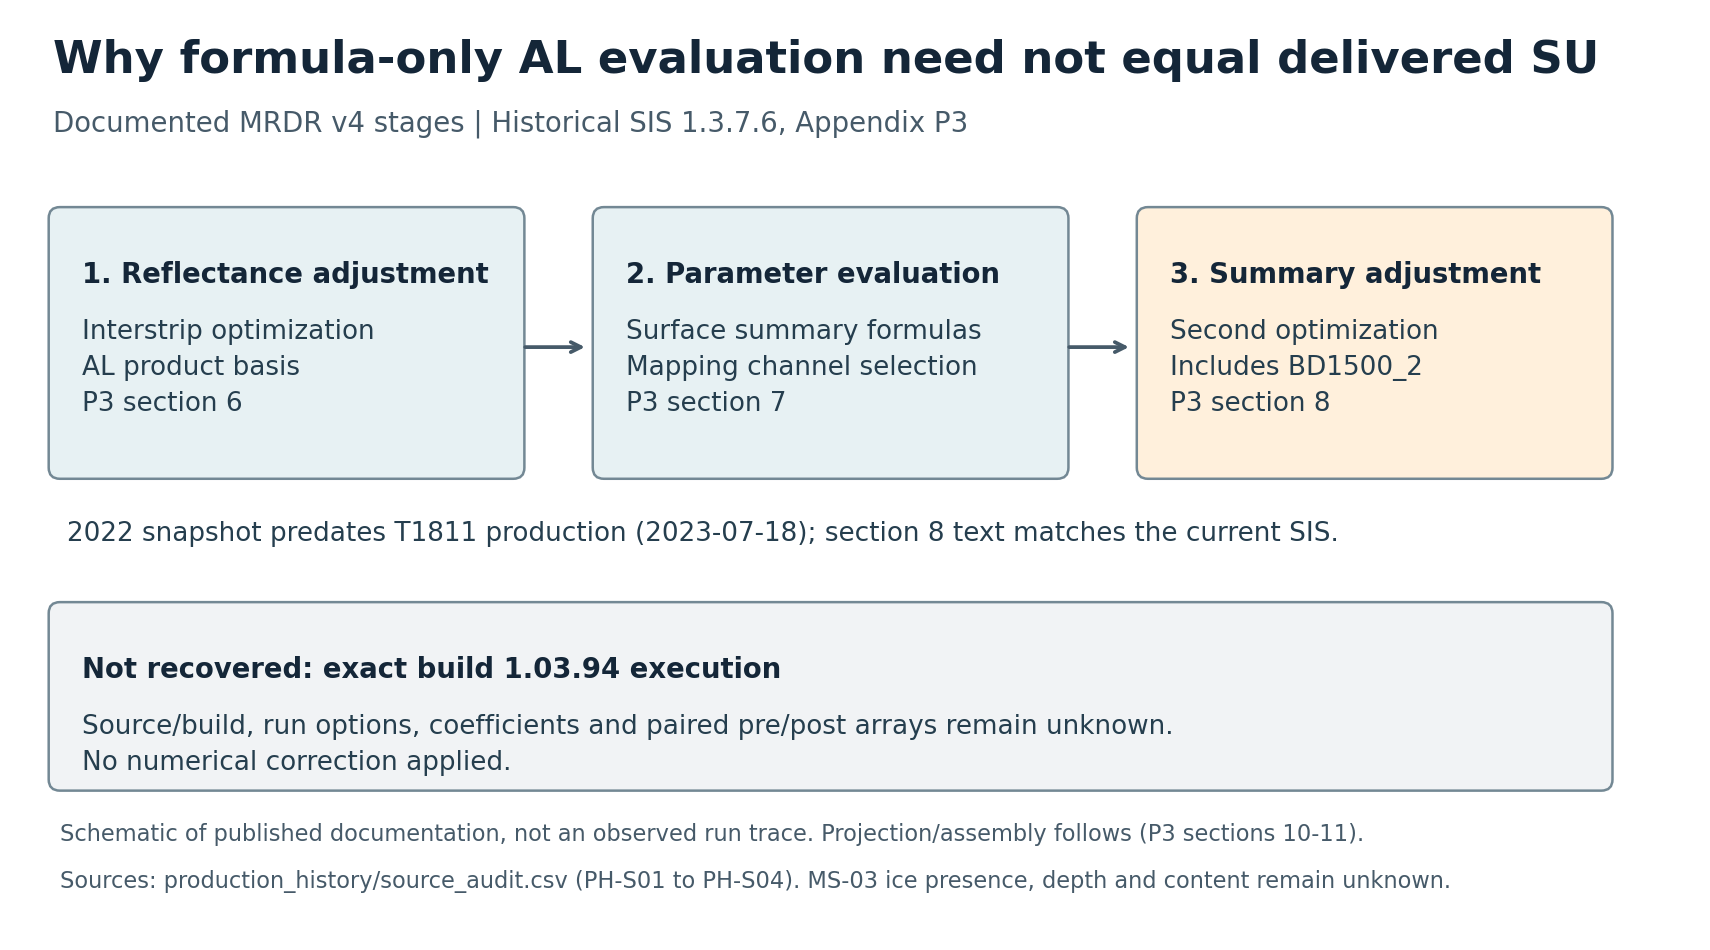 Why formula-only AL evaluation need not equal delivered SU
Documented MRDR v4 stages | Historical SIS 1.3.7.6, Appendix P3
1. Reflectance adjustment
Interstrip optimization
AL product basis
P3 section 6
2. Parameter evaluation
Surface summary formulas
Mapping channel selection
P3 section 7
3. Summary adjustment
Second optimization
Includes BD1500_2
P3 section 8
2022 snapshot predates T1811 production (2023-07-18); section 8 text matches the current SIS.
Not recovered: exact build 1.03.94 execution
Source/build, run options, coefficients and paired pre/post arrays remain unknown.
No numerical correction applied.
Schematic of published documentation, not an observed run trace. Projection/assembly follows (P3 sections 10-11).
Sources: production_history/source_audit.csv (PH-S01 to PH-S04). MS-03 ice presence, depth and content remain unknown.